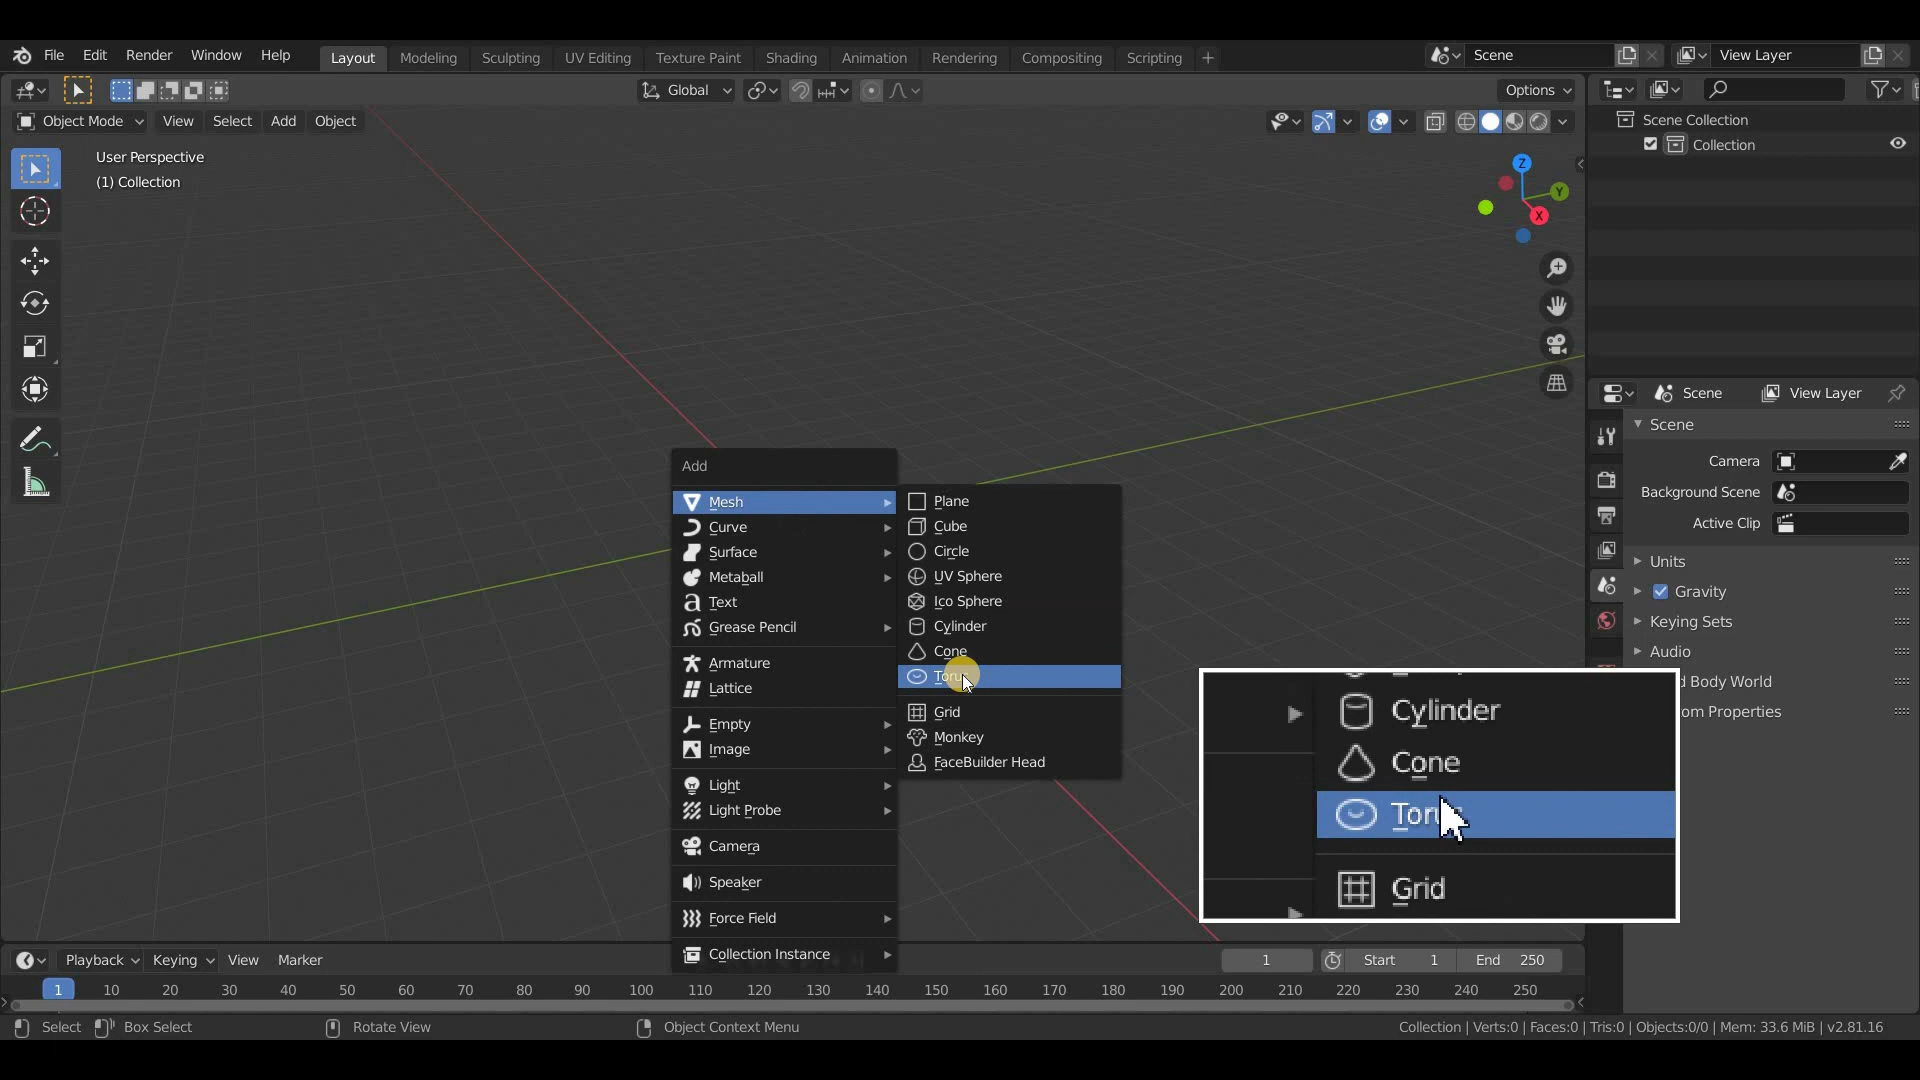 File Edit Render Window Help Layout Modeling Sculpting UV Editing Texture Paint Shading Animation Rendering Compositing Scripting + Scene View Layer
Global Options
Object Mode View Select Add Object
User Perspective
(1) Collection
Z
Y
X
Scene Collection
Collection
Scene View Layer
Scene
Camera
Background Scene
Active Clip
Units
Gravity
Keying Sets
Audio
d Body World
om Properties
Add
Mesh
Curve
Surface
Metaball
Text
Grease Pencil
Armature
Lattice
Empty
Image
Light
Light Probe
Camera
Speaker
Force Field
Collection Instance
Plane
Cube
Circle
UV Sphere
Ico Sphere
Cylinder
Cone
Toru
Grid
Monkey
FaceBuilder Head
Cylinder
Cone
Toru
Grid
Playback Keying View Marker 1 Start 1 End 250
1 10 20 30 40 50 60 70 80 90 100 110 120 130 140 150 160 170 180 190 200 210 220 230 240 250
Select Box Select Rotate View Object Context Menu Collection | Verts:0 | Faces:0 | Tris:0 | Objects:0/0 | Mem: 33.6 MiB | v2.81.16